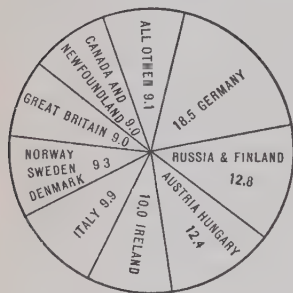 ALL OTHER 9.1
18.5 GERMANY
RUSSIA & FINLAND
12.8
AUSTRIA HUNGARY
12.4
10.0 IRELAND
ITALY 9.9
NORWAY
SWEDEN 9 3
DENMARK
GREAT BRITAIN
9.0
CANADA AND
NEWFOUNDLAND 9.0